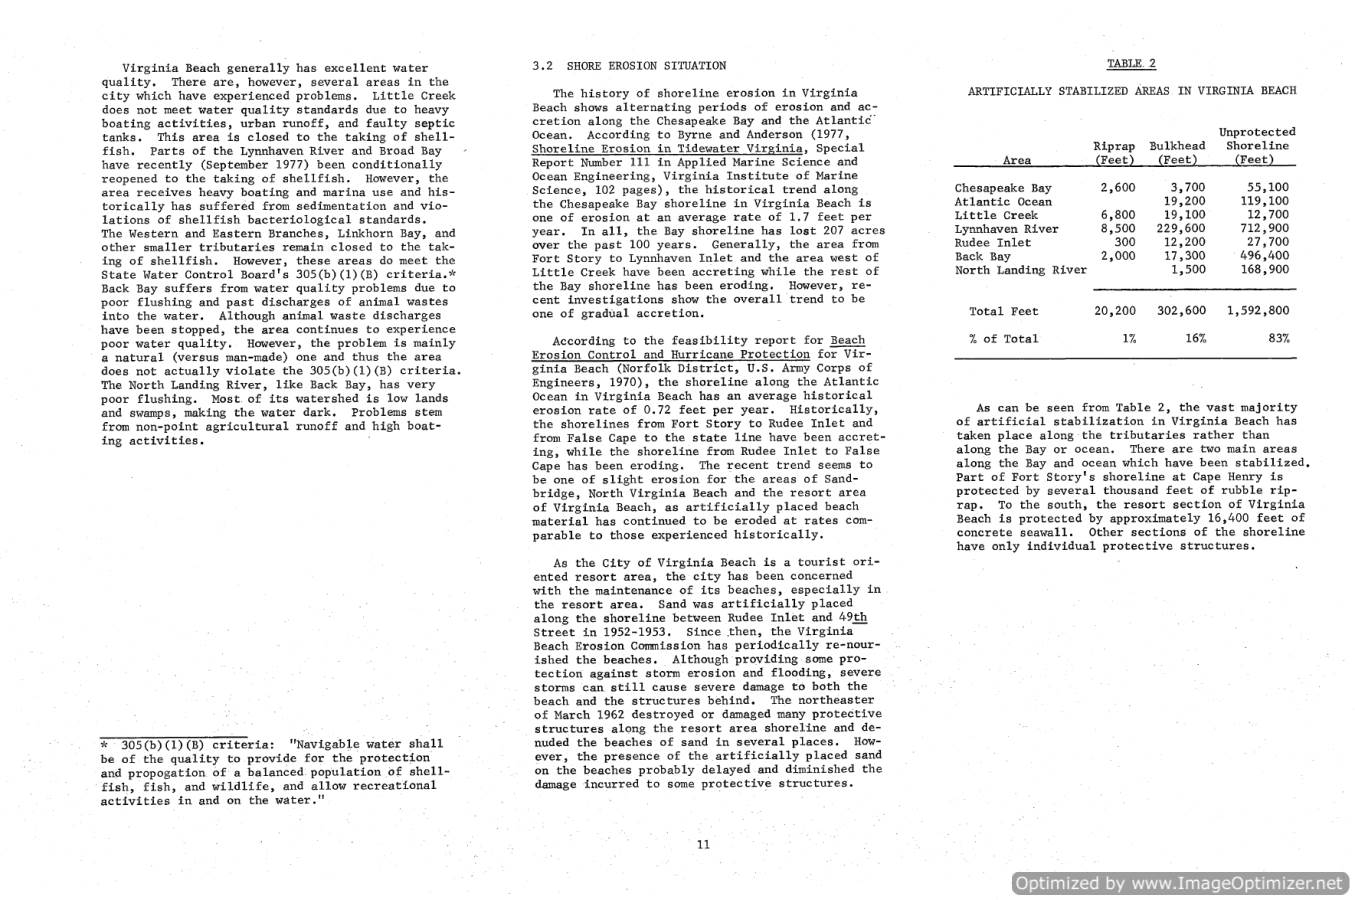 Virginia Beach generally has excellent water
quality. There are, however, several areas in the
city which have experienced problems. Little Creek
does not meet water quality standards due to heavy
boating activities, urban runoff, and faulty septic
tanks. This area is closed to the taking of shell-
fish. Parts of the Lynnhaven River and Broad Bay
have recently (September 1977) been conditionally
reopened to the taking of shellfish. However, the
area receives heavy boating and marina use and his-
torically has suffered from sedimentation and vio-
lations of shellfish bacteriological standards.
The Western and Eastern Branches, Linkhorn Bay, and
other smaller tributaries remain closed to the tak-
ing of shellfish. However, these areas do meet the
State Water Control Board's 305(b)(1)(B) criteria.*
Back Bay suffers from water quality problems due to
poor flushing and past discharges of animal wastes
into the water. Although animal waste discharges
have been stopped, the area continues to experience
poor water quality. However, the problem is mainly
a natural (versus man-made) one and thus the area
does not actually violate the 305(b)(1)(B) criteria.
The North Landing River, like Back Bay, has very
poor flushing. Most of its watershed is low lands
and swamps, making the water dark. Problems stem
from non-point agricultural runoff and high boat-
ing activities.
* 305(b)(1)(B) criteria: "Navigable water shall
be of the quality to provide for the protection
and propogation of a balanced population of shell-
fish, fish, and wildlife, and allow recreational
activities in and on the water."
3.2 SHORE EROSION SITUATION
The history of shoreline erosion in Virginia
Beach shows alternating periods of erosion and ac-
cretion along the Chesapeake Bay and the Atlantic
Ocean. According to Byrne and Anderson (1977,
Shoreline Erosion in Tidewater Virginia, Special
Report Number 111 in Applied Marine Science and
Ocean Engineering, Virginia Institute of Marine
Science, 102 pages), the historical trend along
the Chesapeake Bay shoreline in Virginia Beach is
one of erosion at an average rate of 1.7 feet per
year. In all, the Bay shoreline has lost 207 acres
over the past 100 years. Generally, the area from
Fort Story to Lynnhaven Inlet and the area west of
Little Creek have been accreting while the rest of
the Bay shoreline has been eroding. However, re-
cent investigations show the overall trend to be
one of gradual accretion.
According to the feasibility report for Beach
Erosion Control and Hurricane Protection for Vir-
ginia Beach (Norfolk District, U.S. Army Corps of
Engineers, 1970), the shoreline along the Atlantic
Ocean in Virginia Beach has an average historical
erosion rate of 0.72 feet per year. Historically,
the shorelines from Fort Story to Rudee Inlet and
from False Cape to the state line have been accret-
ing, while the shoreline from Rudee Inlet to False
Cape has been eroding. The recent trend seems to
be one of slight erosion for the areas of Sand-
bridge, North Virginia Beach and the resort area
of Virginia Beach, as artificially placed beach
material has continued to be eroded at rates com-
parable to those experienced historically.
As the City of Virginia Beach is a tourist ori-
ented resort area, the city has been concerned
with the maintenance of its beaches, especially in
the resort area. Sand was artificially placed
along the shoreline between Rudee Inlet and 49th
Street in 1952-1953. Since then, the Virginia
Beach Erosion Commission has periodically re-nour-
ished the beaches. Although providing some pro-
tection against storm erosion and flooding, severe
storms can still cause severe damage to both the
beach and the structures behind. The northeaster
of March 1962 destroyed or damaged many protective
structures along the resort area shoreline and de-
nuded the beaches of sand in several places. How-
ever, the presence of the artificially placed sand
on the beaches probably delayed and diminished the
damage incurred to some protective structures.
TABLE 2
ARTIFICIALLY STABILIZED AREAS IN VIRGINIA BEACH
Unprotected
Riprap Bulkhead Shoreline
Area (Feet) (Feet) (Feet)
Chesapeake Bay 2,600 3,700 55,100
Atlantic Ocean 19,200 119,100
Little Creek 6,800 19,100 12,700
Lynnhaven River 8,500 229,600 712,900
Rudee Inlet 300 12,200 27,700
Back Bay 2,000 17,300 496,400
North Landing River 1,500 168,900
Total Feet 20,200 302,600 1,592,800
% of Total 1% 16% 83%
As can be seen from Table 2, the vast majority
of artificial stabilization in Virginia Beach has
taken place along the tributaries rather than
along the Bay or ocean. There are two main areas
along the Bay and ocean which have been stabilized.
Part of Fort Story's shoreline at Cape Henry is
protected by several thousand feet of rubble rip-
rap. To the south, the resort section of Virginia
Beach is protected by approximately 16,400 feet of
concrete seawall. Other sections of the shoreline
have only individual protective structures.
11
Optimized by www.ImageOptimizer.net